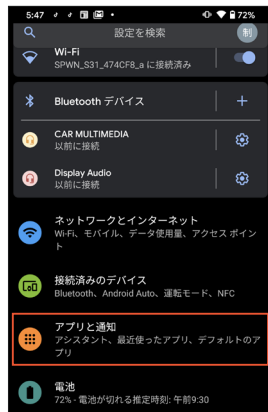 5:47
72%
設定を検索
制
Wi-Fi
SPWN_S31_474CF8_a に接続済み
Bluetooth デバイス
CAR MULTIMEDIA
以前に接続
Display Audio
以前に接続
ネットワークとインターネット
Wi-Fi、モバイル、データ使用量、アクセス ポイン
ト
接続済みのデバイス
Bluetooth、Android Auto、運転モード、NFC
アプリと通知
アシスタント、最近使ったアプリ、デフォルトのア
プリ
電池
72% - 電池が切れる推定時刻: 午前9:30